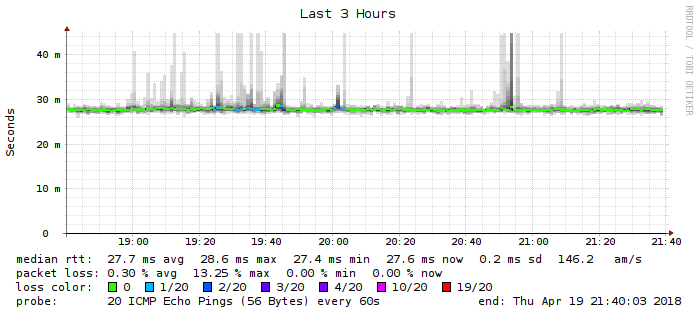 Last 3 Hours
RRDTOOL / TOBI OETIKER
Seconds
40 m
30 m
20 m
10 m
0
19:00 19:20 19:40 20:00 20:20 20:40 21:00 21:20 21:40
median rtt: 27.7 ms avg 28.6 ms max 27.4 ms min 27.6 ms now 0.2 ms sd 146.2 am/s
packet loss: 0.30 % avg 13.25 % max 0.00 % min 0.00 % now
loss color: 0 1/20 2/20 3/20 4/20 10/20 19/20
probe: 20 ICMP Echo Pings (56 Bytes) every 60s end: Thu Apr 19 21:40:03 2018